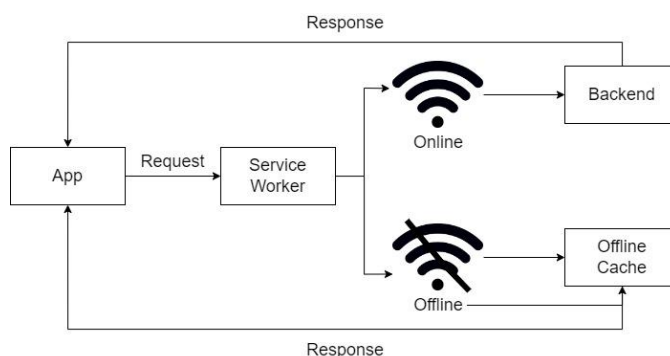 Response
Backend
Online
Request
App
Service
Worker
Offline
Cache
Offline
Response